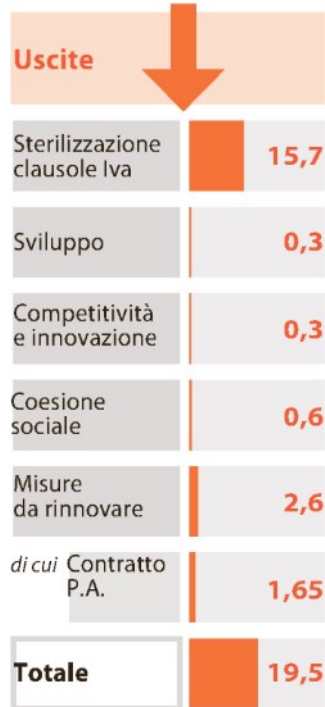 Uscite
Sterilizzazione
clausole Iva
15,7
Sviluppo
0,3
Competitività
e innovazione
0,3
Coesione
sociale
0,6
Misure
da rinnovare
2,6
di cui Contratto
P.A.
1,65
Totale
19,5